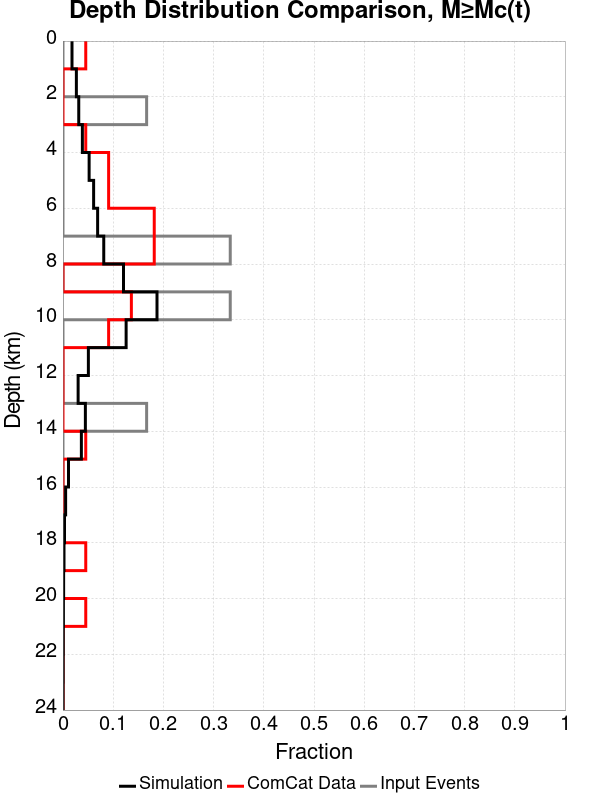 Depth Distribution Comparison, M≥Mc(t)
0
2
4
6
8
10
12
14
16
18
20
22
24
Depth (km)
0 0.1 0.2 0.3 0.4 0.5 0.6 0.7 0.8 0.9 1
Fraction
Simulation ComCat Data Input Events